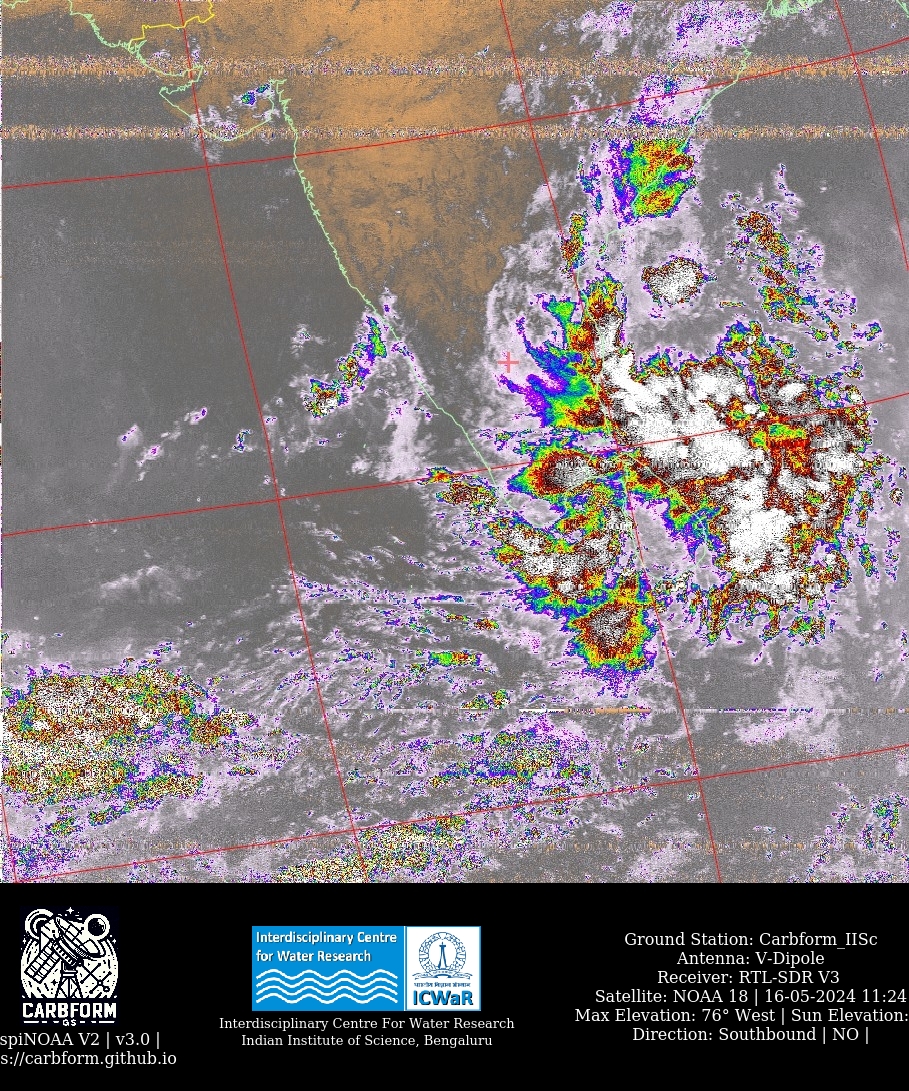 CARBFORM
GS
spiNOAA V2 | v3.0 |
s://carbform.github.io
Interdisciplinary Centre
for Water Research
ICWaR
Interdisciplinary Centre For Water Research
Indian Institute of Science, Bengaluru
Ground Station: Carbform_IISc
Antenna: V-Dipole
Receiver: RTL-SDR V3
Satellite: NOAA 18 | 16-05-2024 11:24
Max Elevation: 76° West | Sun Elevation:
Direction: Southbound | NO |